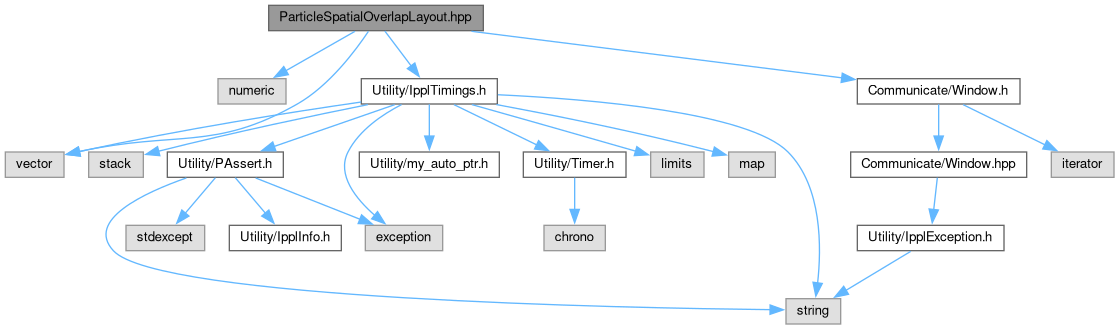 ParticleSpatialOverlapLayout.hpp
numeric
Utility/IpplTimings.h
Communicate/Window.h
vector
stack
Utility/PAssert.h
Utility/my_auto_ptr.h
Utility/Timer.h
limits
map
Communicate/Window.hpp
iterator
stdexcept
Utility/IpplInfo.h
exception
chrono
Utility/IpplException.h
string